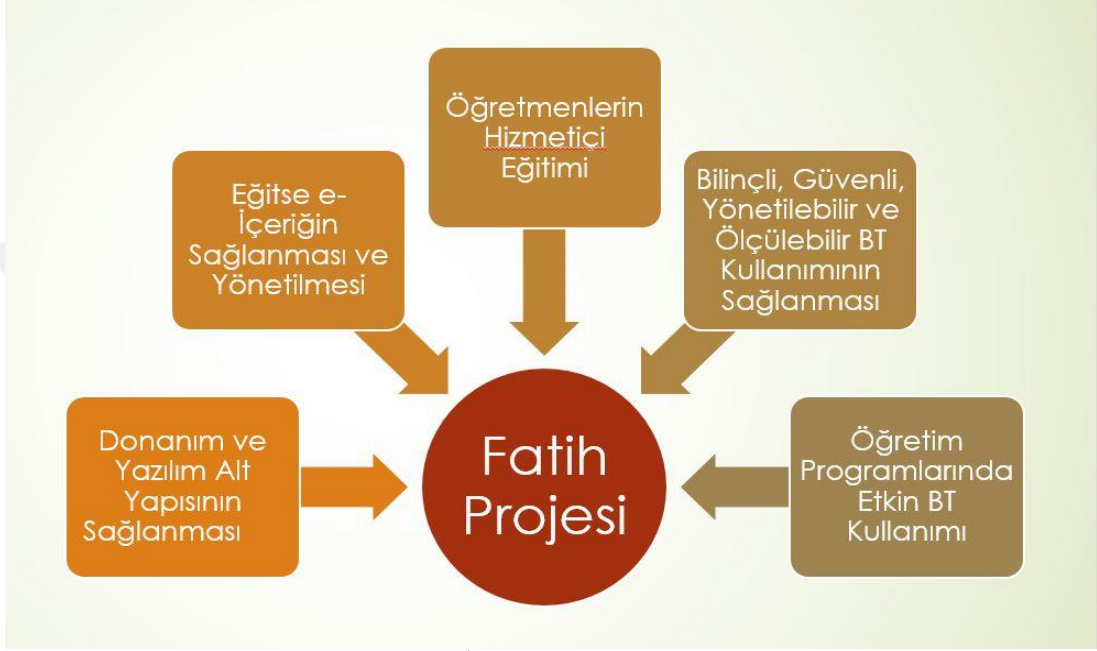 Öğretmenlerin
Hizmetiçi
Eğitimi
Eğitse e-
İçeriğin
Sağlanması ve
Yönetilmesi
Bilinçli, Güvenli,
Yönetilebilir ve
Ölçülebilir BT
Kullanımının
Sağlanması
Donanım ve
Yazılım Alt
Yapısının
Sağlanması
Fatih
Projesi
Öğretim
Programlarında
Etkin BT
Kullanımı